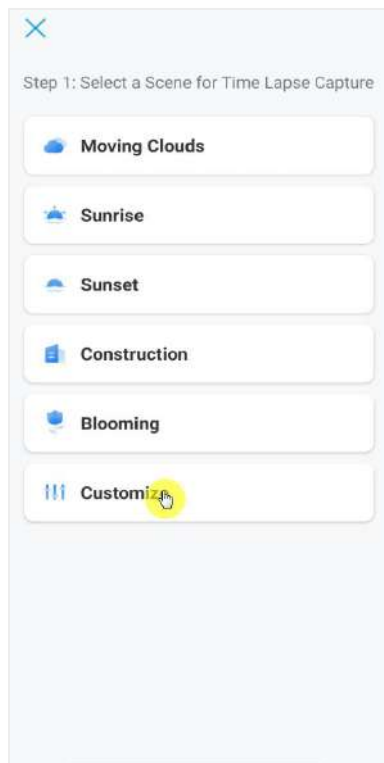 Step 1: Select a Scene for Time Lapse Capture
Moving Clouds
Sunrise
Sunset
Construction
Blooming
Customize